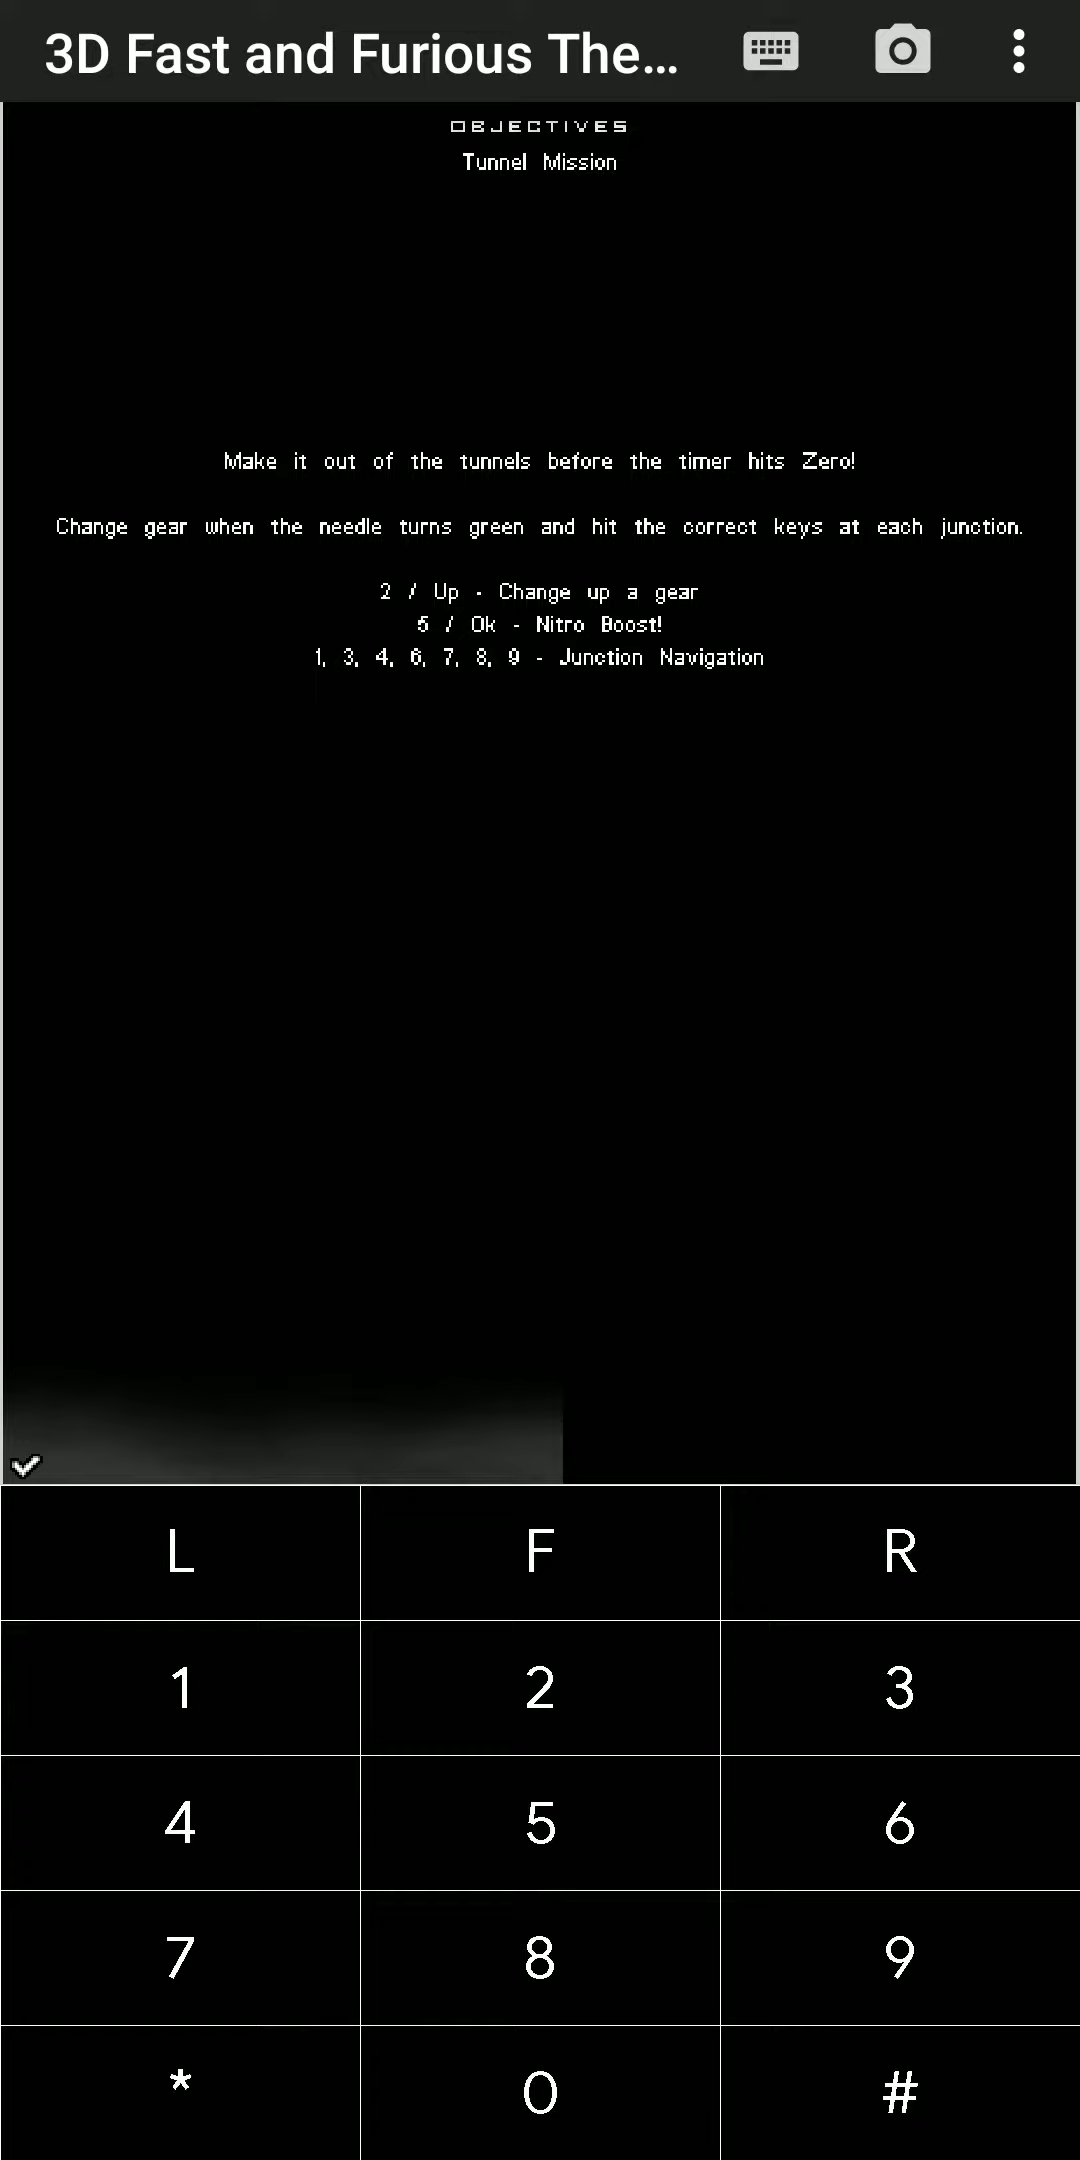 3D Fast and Furious The...
OBJECTIVES
Tunnel Mission
Make it out of the tunnels before the timer hits Zero!
Change gear when the needle turns green and hit the correct keys at each junction.
2 / Up - Change up a gear
5 / Ok - Nitro Boost!
1, 3, 4, 6, 7, 8, 9 - Junction Navigation
L F R
1 2 3
4 5 6
7 8 9
* 0 #